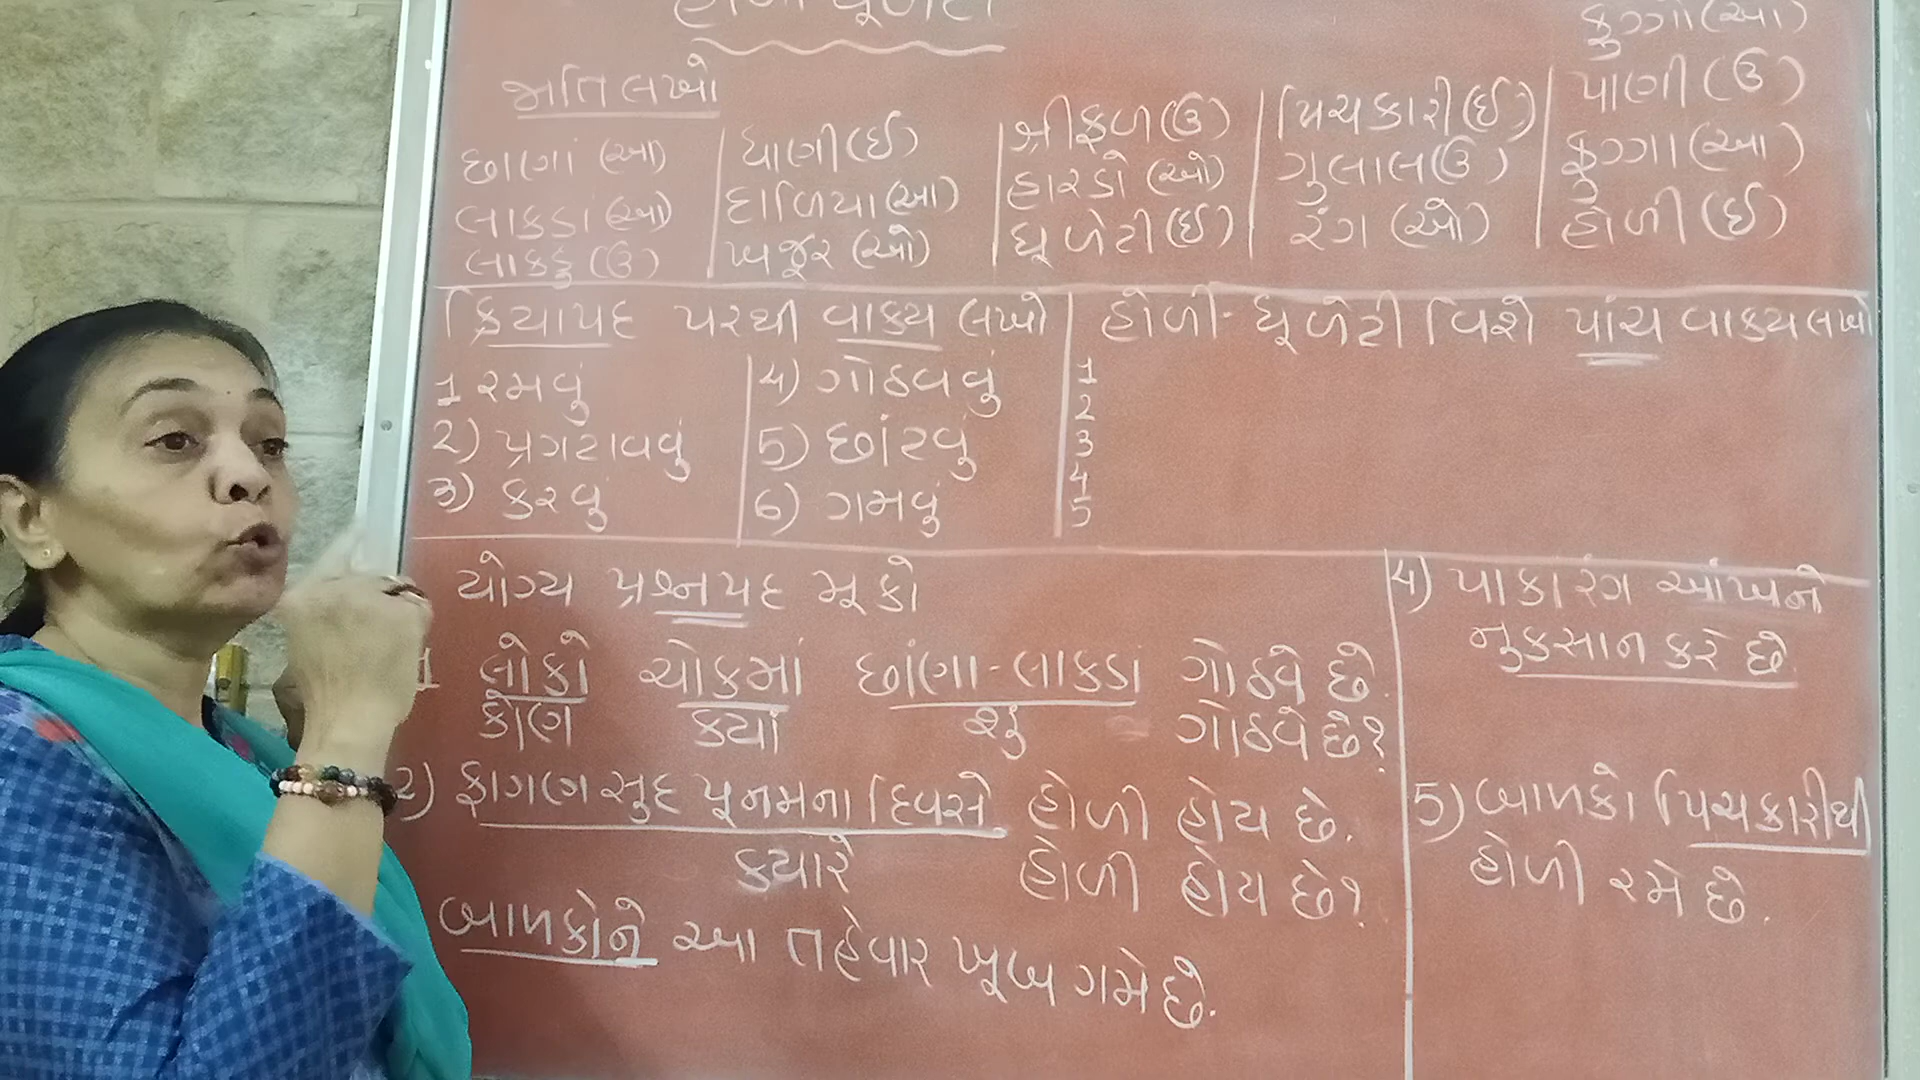 હોળી ધૂળેટી
જાતિ લખો
છાણાં (આ)
લાકડાં (આ)
લાકડું (ઉ)
ધાણી (ઈ)
દાળિયા (આ)
ખજૂર (ઓ)
શ્રીફળ (ઉ)
હારડો (ઓ)
ધૂળેટી (ઈ)
પિચકારી (ઈ)
ગુલાલ (ઉ)
રંગ (ઓ)
ફુગ્ગો (આ)
પાણી (ઉ)
ફુગ્ગા (આ)
હોળી (ઈ)
ક્રિયાપદ પરથી વાક્ય લખો
1 રમવું
2) પ્રગટાવવું
3) કરવું
4) ગોઠવવું
5) છાંટવું
6) ગમવું
હોળી - ધૂળેટી વિશે પાંચ વાક્ય લખો
1
2
3
4
5
યોગ્ય પ્રશ્નપદ મૂકો
1 લોકો ચોકમાં છાંણા - લાકડાં ગોઠવે છે.
કોણ ક્યાં શું ગોઠવે છે?
2) ફાગણ સુદ પૂનમના દિવસે હોળી હોય છે.
ક્યારે હોળી હોય છે?
બાળકોને આ તહેવાર ખૂબ ગમે છે.
4) પાકા રંગ આંખને
નુકસાન કરે છે.
5) બાળકો પિચકારીથી
હોળી રમે છે.